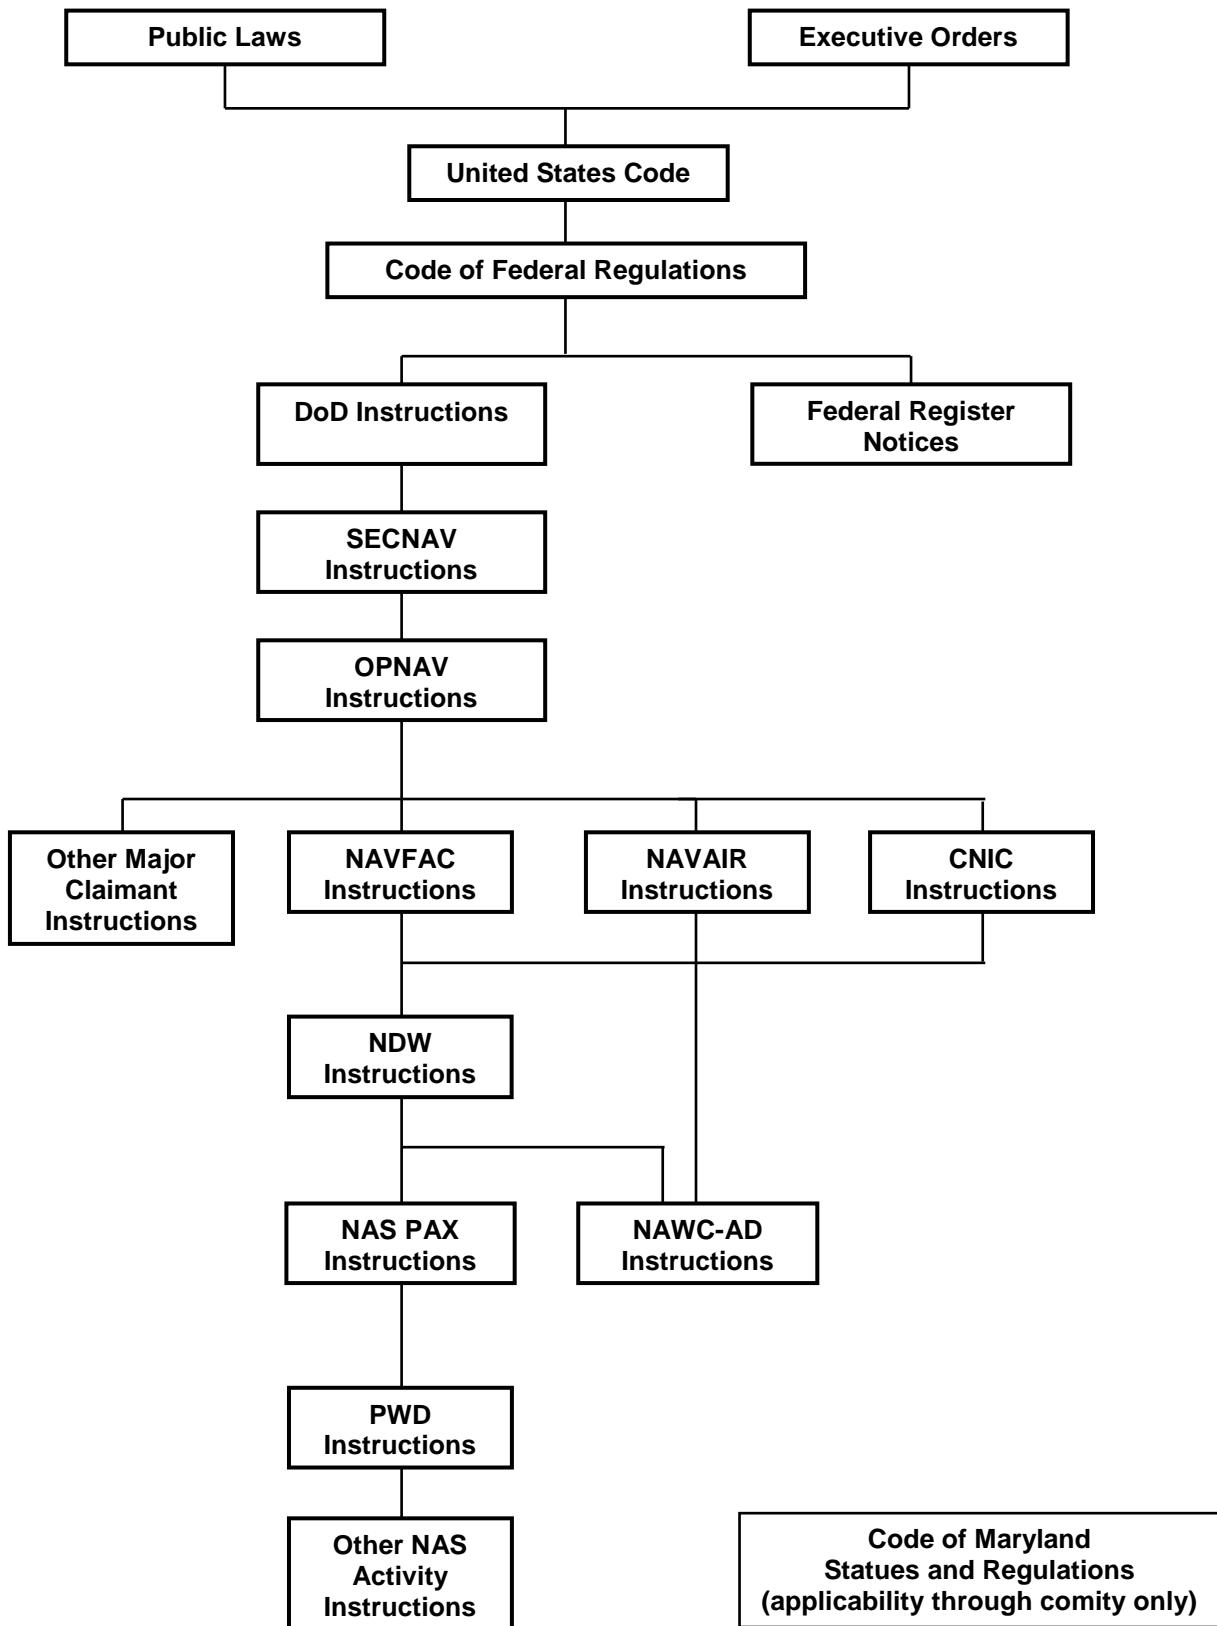 Public Laws
Executive Orders
United States Code
Code of Federal Regulations
DoD Instructions
Federal Register
Notices
SECNAV
Instructions
OPNAV
Instructions
Other Major
Claimant
Instructions
NAVFAC
Instructions
NAVAIR
Instructions
CNIC
Instructions
NDW
Instructions
NAS PAX
Instructions
NAWC-AD
Instructions
PWD
Instructions
Other NAS
Activity
Instructions
Code of Maryland
Statues and Regulations
(applicability through comity only)